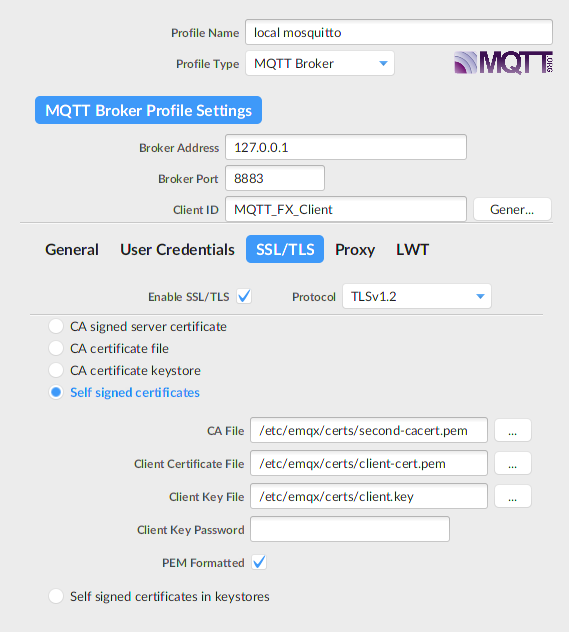 Profile Name local mosquitto
Profile Type MQTT Broker
MQTT.ORG
MQTT Broker Profile Settings
Broker Address 127.0.0.1
Broker Port 8883
Client ID MQTT_FX_Client Gener...
General User Credentials SSL/TLS Proxy LWT
Enable SSL/TLS Protocol TLSv1.2
CA signed server certificate
CA certificate file
CA certificate keystore
Self signed certificates
CA File /etc/emqx/certs/second-cacert.pem ...
Client Certificate File /etc/emqx/certs/client-cert.pem ...
Client Key File /etc/emqx/certs/client.key ...
Client Key Password
PEM Formatted
Self signed certificates in keystores